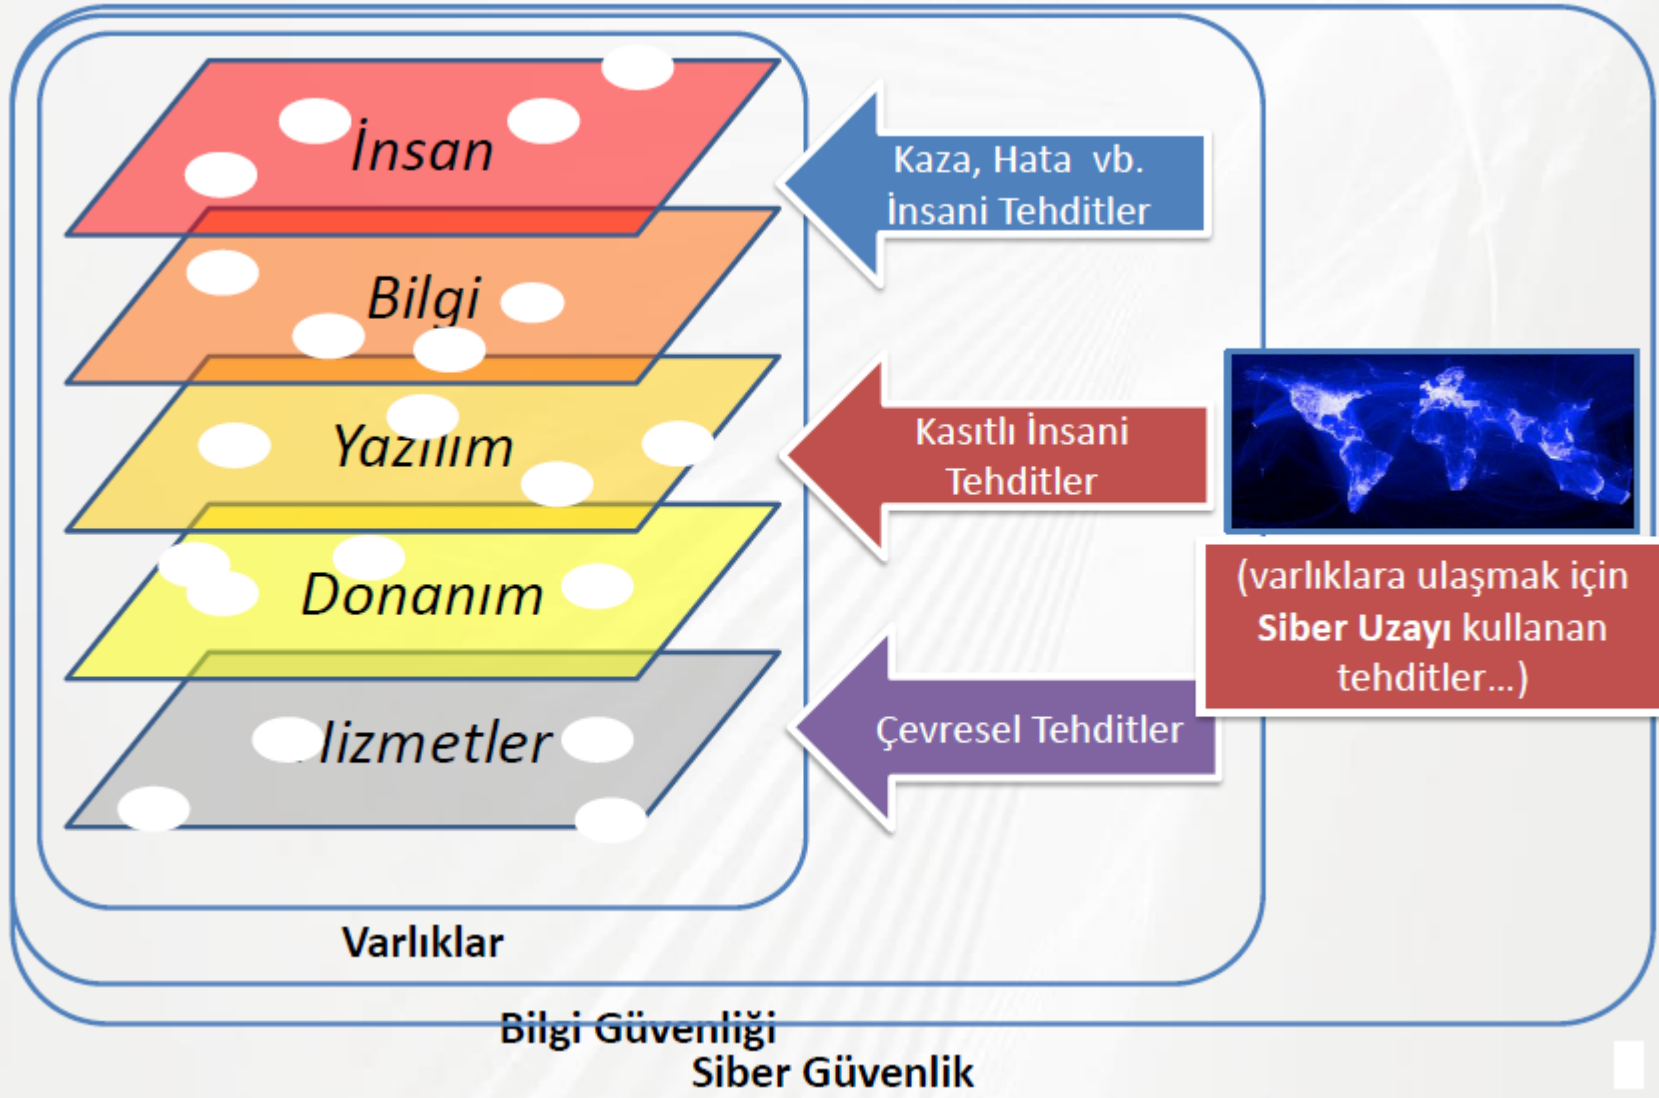 İnsan
Bilgi
Yazılım
Donanım
Hizmetler
Kaza, Hata vb.
İnsani Tehditler
Kasıtlı İnsani
Tehditler
Çevresel Tehditler
(varlıklara ulaşmak için
Siber Uzayı kullanan
tehditler...)
Varlıklar
Bilgi Güvenliği
Siber Güvenlik